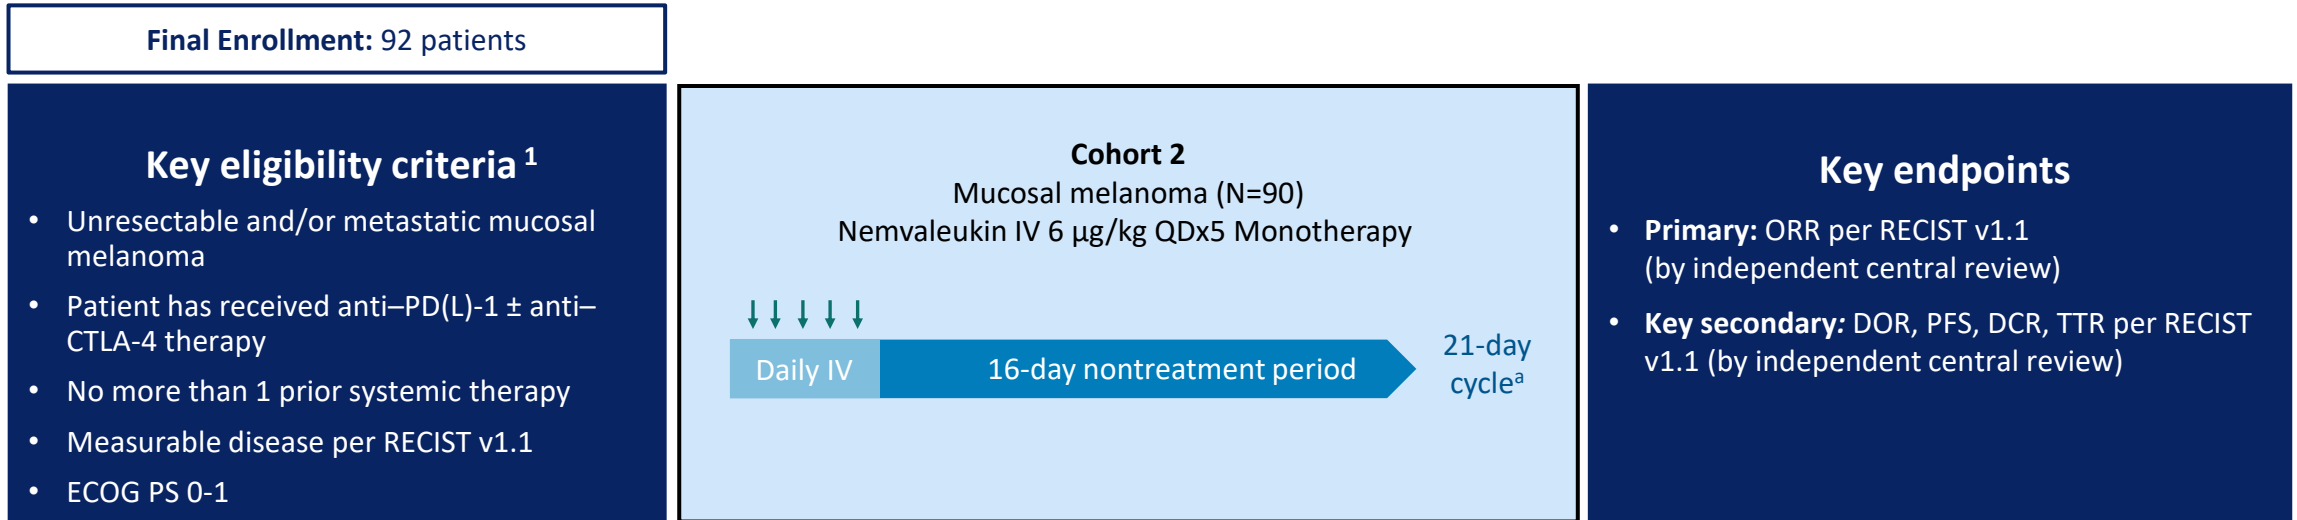 Final Enrollment: 92 patients
Key eligibility criteria 1
• Unresectable and/or metastatic mucosal
melanoma
• Patient has received anti–PD(L)-1 ± anti–
CTLA-4 therapy
• No more than 1 prior systemic therapy
• Measurable disease per RECIST v1.1
• ECOG PS 0-1
Cohort 2
Mucosal melanoma (N=90)
Nemvaleukin IV 6 µg/kg QDx5 Monotherapy
Daily IV
16-day nontreatment period
21-day
cycleª
Key endpoints
• Primary: ORR per RECIST v1.1
(by independent central review)
• Key secondary: DOR, PFS, DCR, TTR per RECIST
v1.1 (by independent central review)